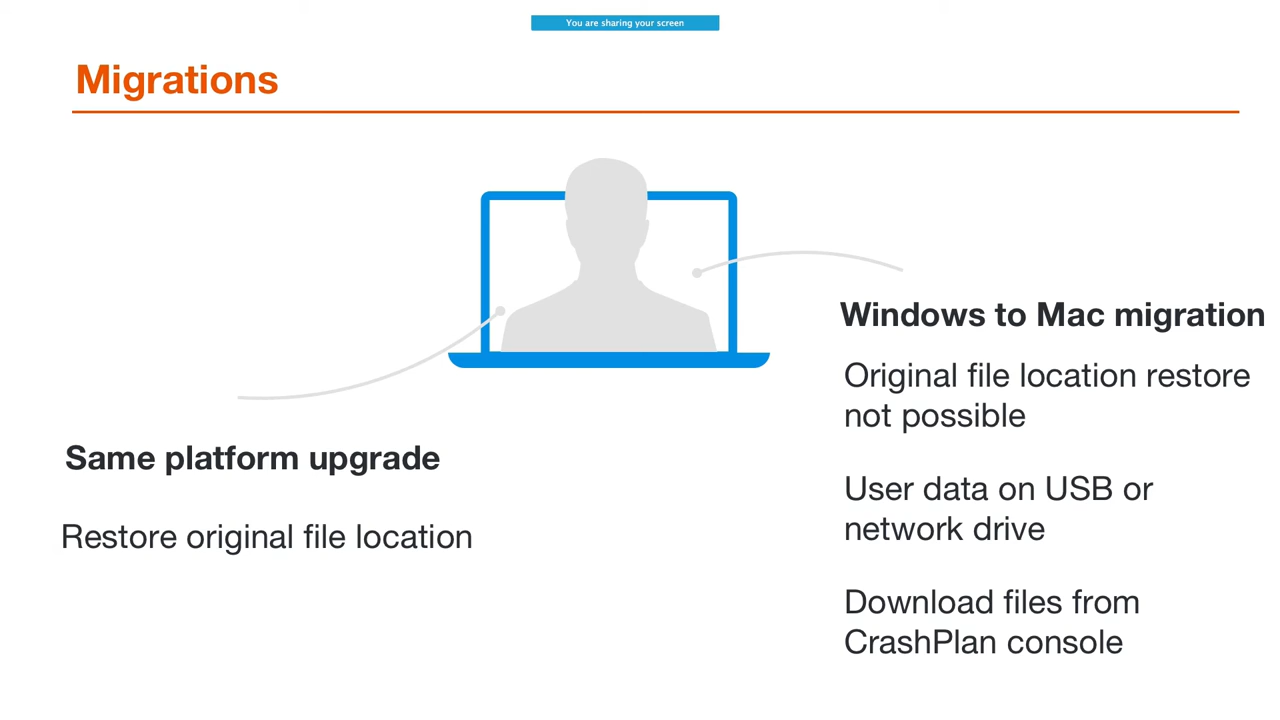 You are sharing your screen
Migrations
Same platform upgrade
Restore original file location
Windows to Mac migration
Original file location restore
not possible
User data on USB or
network drive
Download files from
CrashPlan console